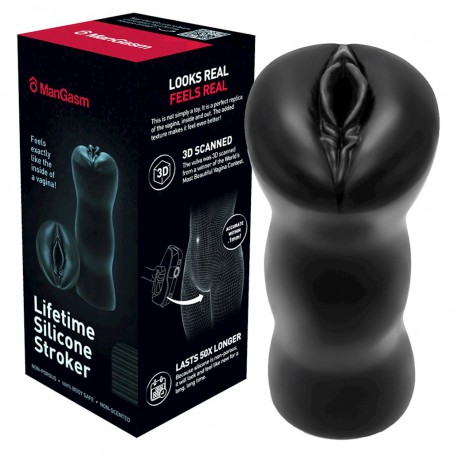 ManGasm
Feels
exactly
like the
inside of
a vagina!
Lifetime
Silicone
Stroker
NON-POROUS • 100% BODY-SAFE • NON-SCENTED
LOOKS REAL
FEELS REAL
This is not simply a toy. It is a perfect replica
of the vagina, inside and out. The added
texture makes it feel even better!
3D
3D SCANNED
The vulva was 3D scanned
from a winner of the World's
Most Beautiful Vagina Contest.
ACCURATE
WITHIN
.1mm!
LASTS 50X LONGER
Because silicone is non-porous,
it will look and feel like new for a
long, long time.
ManGasm